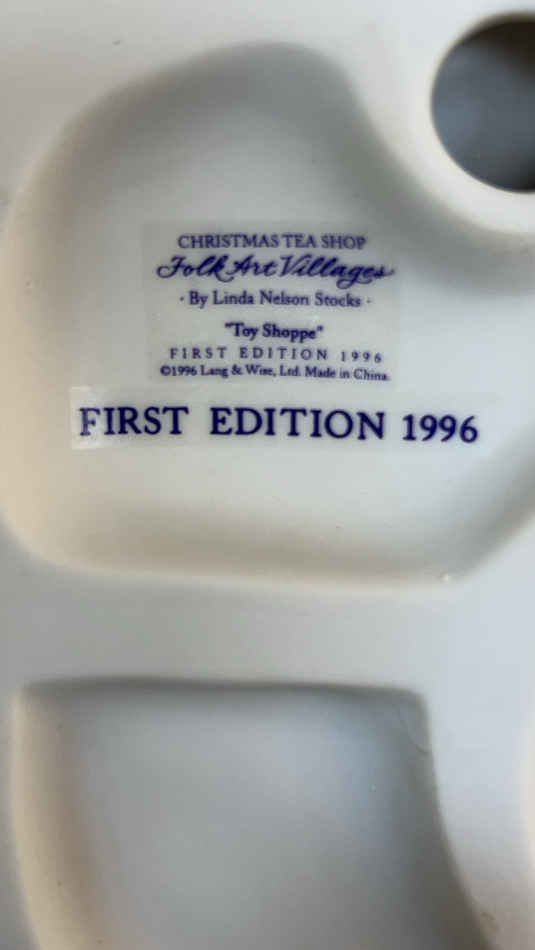 CHRISTMAS TEA SHOP
Folk Art Villages
· By Linda Nelson Stocks ·
"Toy Shoppe"
FIRST EDITION 1996
©1996 Lang & Wise, Ltd. Made in China.
FIRST EDITION 1996